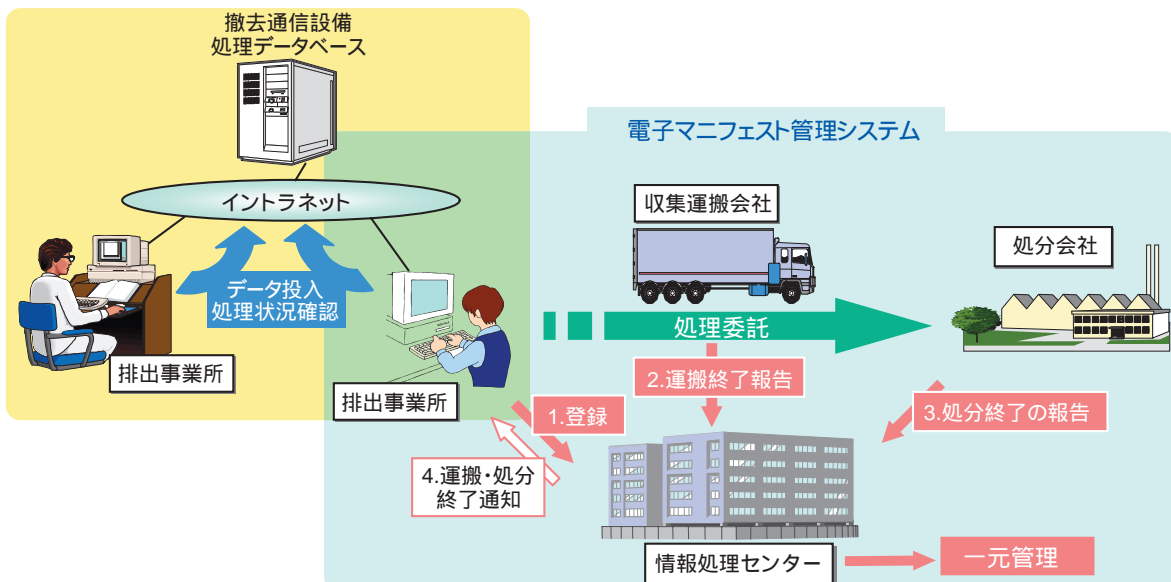 撤去通信設備
処理データベース
電子マニフェスト管理システム
イントラネット
収集運搬会社
処分会社
データ投入
処理状況確認
処理委託
排出事業所
排出事業所
2.運搬終了報告
1.登録
3.処分終了の報告
4.運搬・処分
終了通知
情報処理センター
一元管理